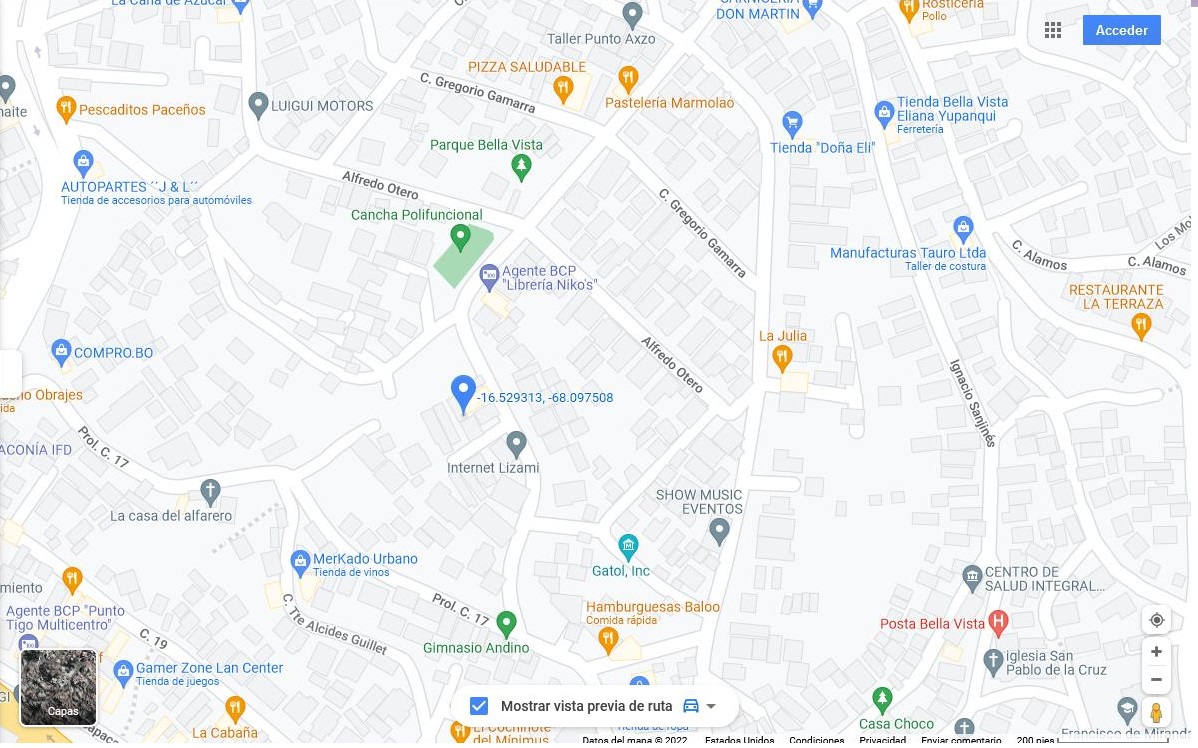 La Caña de Azúcar
CARNICERIA
DON MARTIN
Rosticería
Pollo
Acceder
Taller Punto Axzo
PIZZA SALUDABLE
C. Gregorio Gamarra
Pastelería Marmolao
Pescaditos Paceños
LUIGUI MOTORS
Tienda Bella Vista
Eliana Yupanqui
Ferretería
Tienda "Doña Eli"
Parque Bella Vista
AUTOPARTES ´´J & L´´
Tienda de accesorios para automóviles
Alfredo Otero
Cancha Polifuncional
C. Gregorio Gamarra
Los Mol
Manufacturas Tauro Ltda
Taller de costura
C. Alamos
C. Alamos
Agente BCP
"Librería Niko's"
RESTAURANTE
LA TERRAZA
La Julia
Alfredo Otero
COMPRO.BO
Ignacio Sanjinés
Obrajes
-16.529313, -68.097508
Prol. C. 17
ACONÍA IFD
Internet Lizami
La casa del alfarero
SHOW MUSIC
EVENTOS
MerKado Urbano
Tienda de vinos
Gatol, Inc
CENTRO DE
SALUD INTEGRAL...
miento
Agente BCP "Punto
Tigo Multicentro"
C. Tte Alcides Guillet
Prol. C. 17
Hamburguesas Baloo
Comida rápida
Posta Bella Vista
C. 19
Gimnasio Andino
iglesia San
Pablo de la Cruz
Gamer Zone Lan Center
Tienda de juegos
Capas
Mostrar vista previa de ruta
La Cabaña
El Cochinote
del Mínimus
Tienda de ropa
Casa Choco
Francisco de Miranda
Datos del mapa © 2022 Estados Unidos Condiciones Privacidad Enviar comentario 200 pies